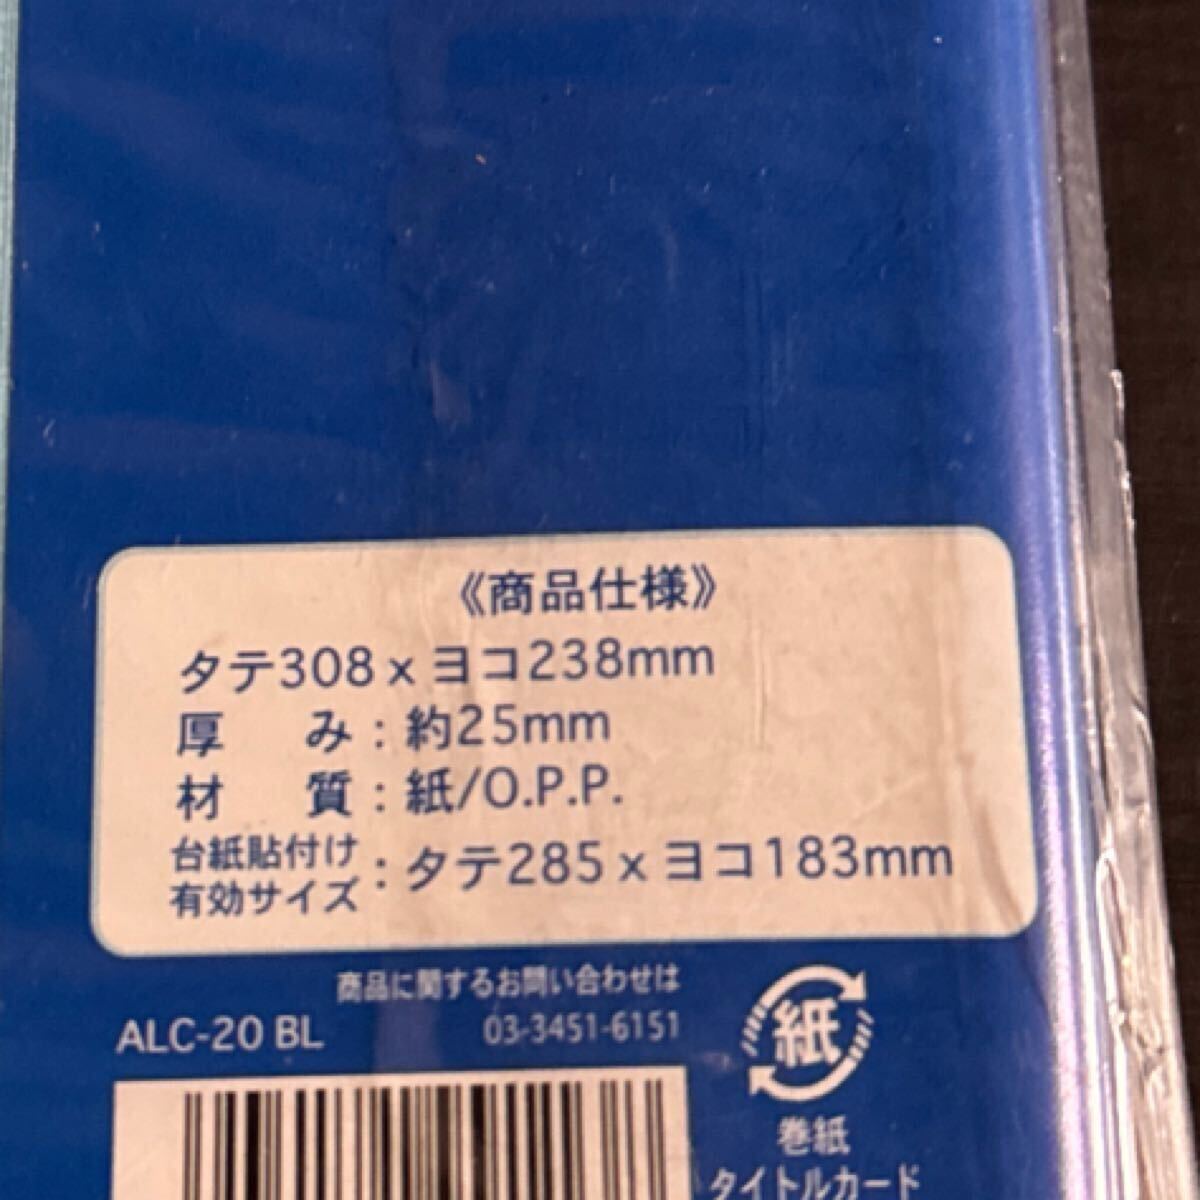 《商品仕様》
タテ308 x ヨコ238mm
厚み:約25mm
材質:紙/O.P.P.
台紙貼付け
有効サイズ:タテ285 x ヨコ183mm
商品に関するお問い合わせは
03-3451-6151
ALC-20 BL
紙
巻紙
タイトルカード